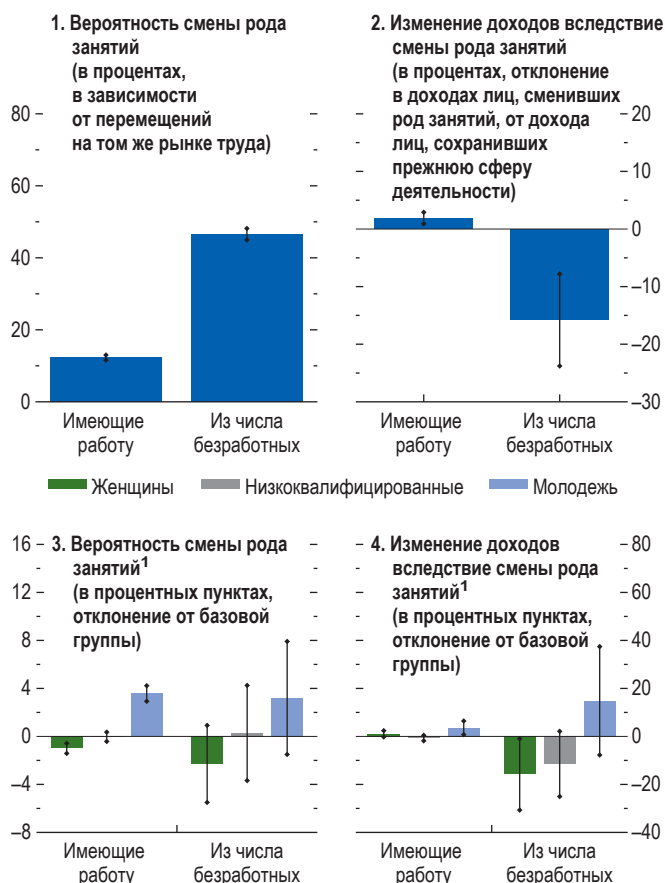 1. Вероятность смены рода
занятий
(в процентах,
в зависимости
от перемещений
на том же рынке труда)
80
60
40
20
0
Имеющие
работу
Из числа
безработных
2. Изменение доходов вследствие
смены рода занятий
(в процентах, отклонение
в доходах лиц, сменивших
род занятий, от дохода
лиц, сохранивших
прежнюю сферу
деятельности)
20
10
0
–10
–20
–30
Имеющие
работу
Из числа
безработных
Женщины
Низкоквалифицированные
Молодежь
3. Вероятность смены рода
занятий¹
(в процентных пунктах,
отклонение от базовой
группы)
16
12
8
4
0
–4
–8
Имеющие
работу
Из числа
безработных
4. Изменение доходов
вследствие смены рода
занятий¹
(в процентных пунктах,
отклонение от базовой
группы)
80
60
40
20
0
–20
–40
Имеющие
работу
Из числа
безработных